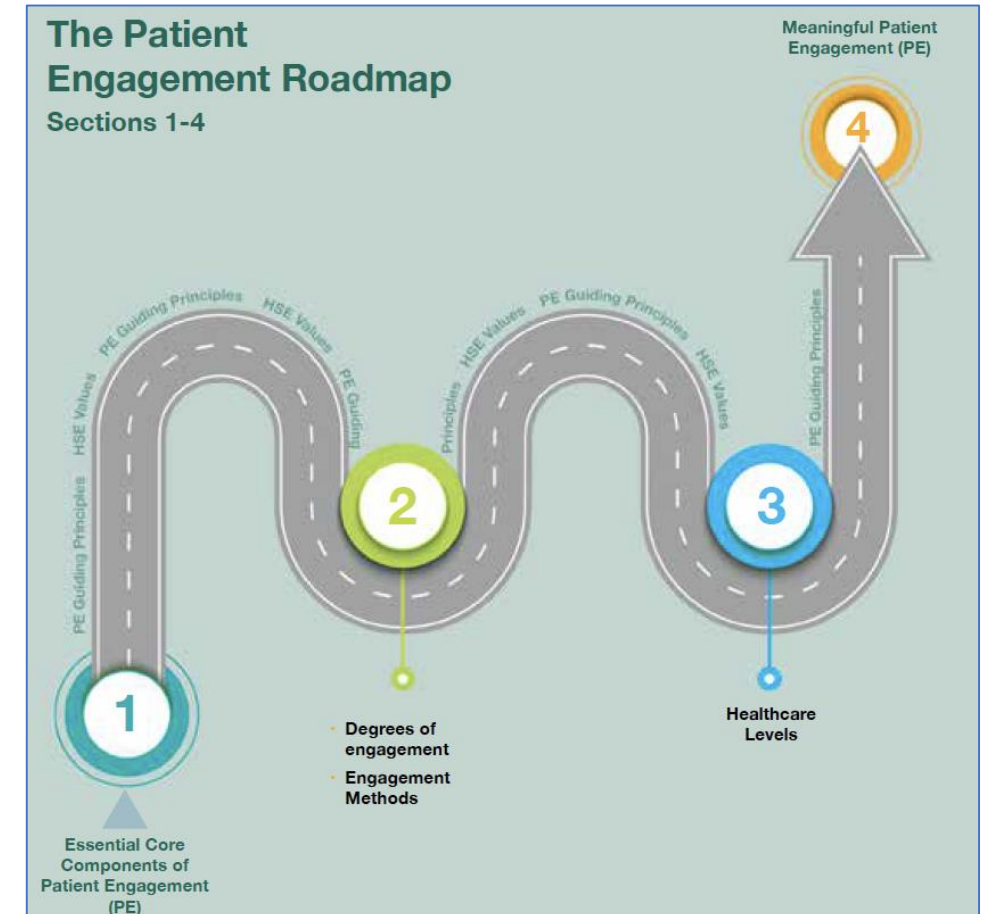 The Patient
Engagement Roadmap
Sections 1-4
Meaningful Patient
Engagement (PE)
4
PE Guiding Principles
HSE Values
PE Guiding Principles
HSE Values
PE Guiding
Principles
HSE Values
PE Guiding Principles
HSE Values
PE Guiding Principles
2
3
1
· Degrees of
engagement
· Engagement
Methods
Healthcare
Levels
Essential Core
Components of
Patient Engagement
(PE)